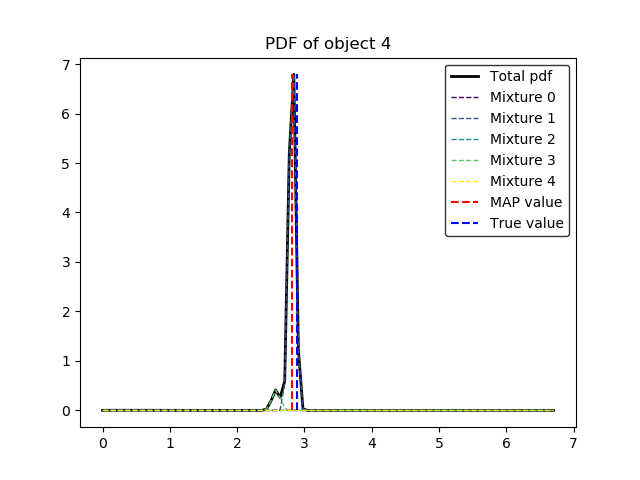 PDF of object 4
7
6
5
4
3
2
1
0
0 1 2 3 4 5 6 7
Total pdf
Mixture 0
Mixture 1
Mixture 2
Mixture 3
Mixture 4
MAP value
True value